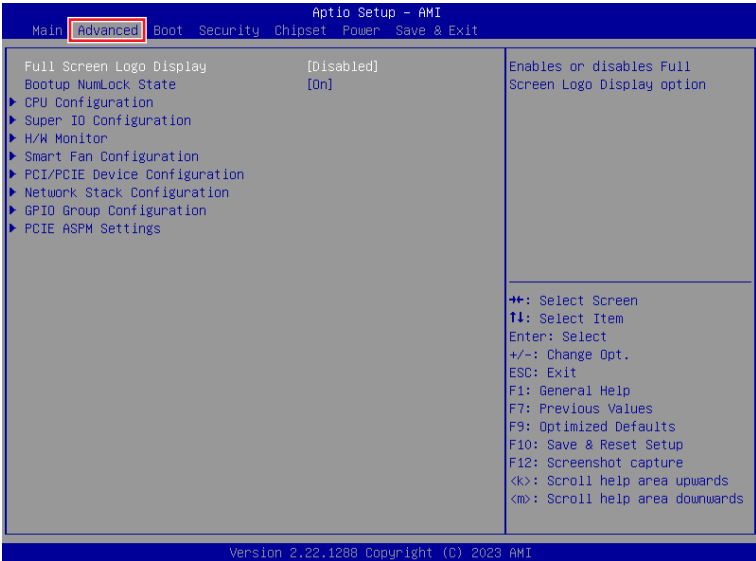 Aptio Setup - AMI
Main Advanced Boot Security Chipset Power Save & Exit
Full Screen Logo Display [Disabled]
Bootup NumLock State [On]
CPU Configuration
Super IO Configuration
H/W Monitor
Smart Fan Configuration
PCI/PCIE Device Configuration
Network Stack Configuration
GPIO Group Configuration
PCIE ASPM Settings
Enables or disables Full
Screen Logo Display option
→←: Select Screen
↑↓: Select Item
Enter: Select
+/-: Change Opt.
ESC: Exit
F1: General Help
F7: Previous Values
F9: Optimized Defaults
F10: Save & Reset Setup
F12: Screenshot capture
<k>: Scroll help area upwards
<m>: Scroll help area downwards
Version 2.22.1288 Copyright (C) 2023 AMI